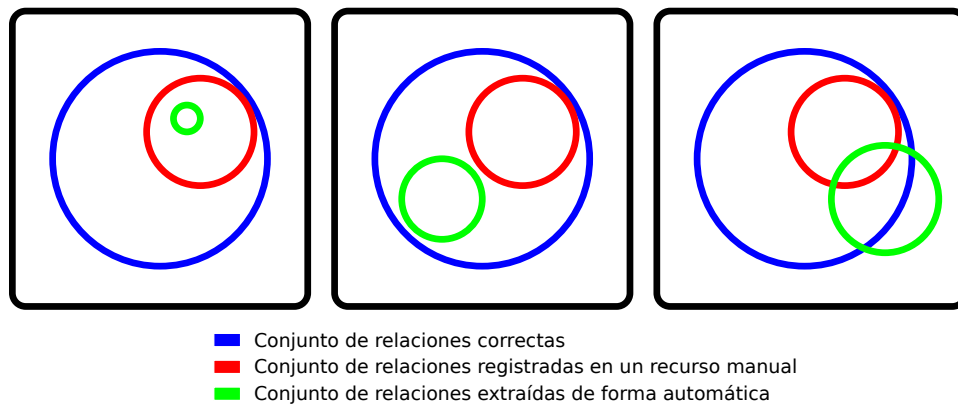 Conjunto de relaciones correctas
Conjunto de relaciones registradas en un recurso manual
Conjunto de relaciones extraídas de forma automática